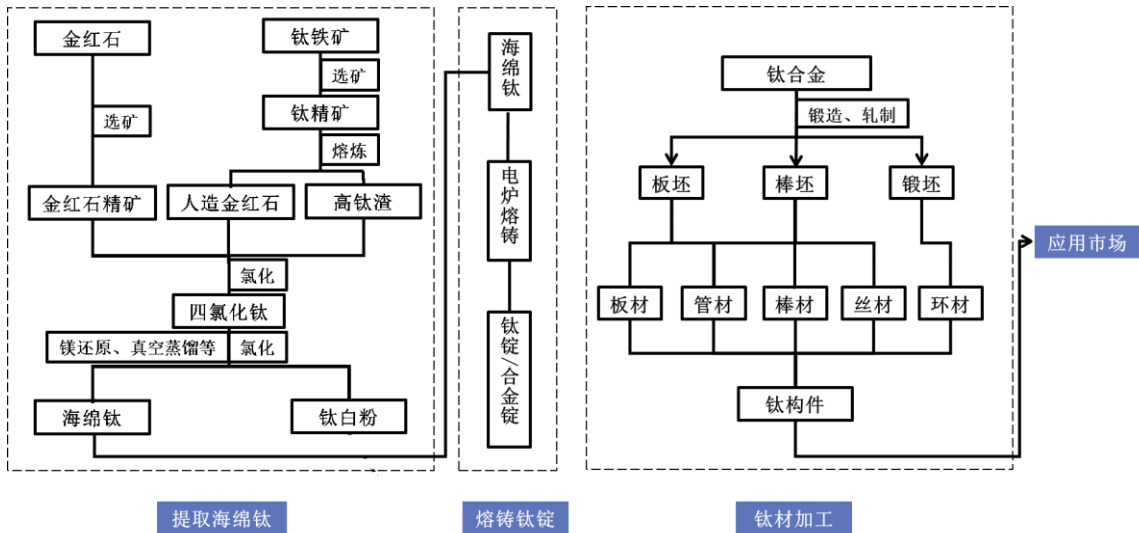 金红石
钛铁矿
选矿
选矿
钛精矿
熔炼
金红石精矿
人造金红石
高钛渣
氯化
四氯化钛
镁还原、真空蒸馏等
氯化
海绵钛
钛白粉
提取海绵钛
海绵钛
电炉熔铸
钛锭/合金锭
熔铸钛锭
钛合金
锻造、轧制
板坯
棒坯
锻坯
板材
管材
棒材
丝材
环材
钛构件
钛材加工
应用市场